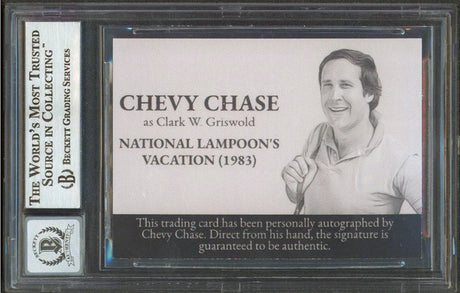 THE WORLD'S MOST TRUSTED
SOURCE IN COLLECTING™
BECKETT GRADING SERVICES
CHEVY CHASE
as Clark W. Griswold
NATIONAL LAMPOON'S
VACATION (1983)
This trading card has been personally autographed by
Chevy Chase. Direct from his hand, the signature is
guaranteed to be authentic.